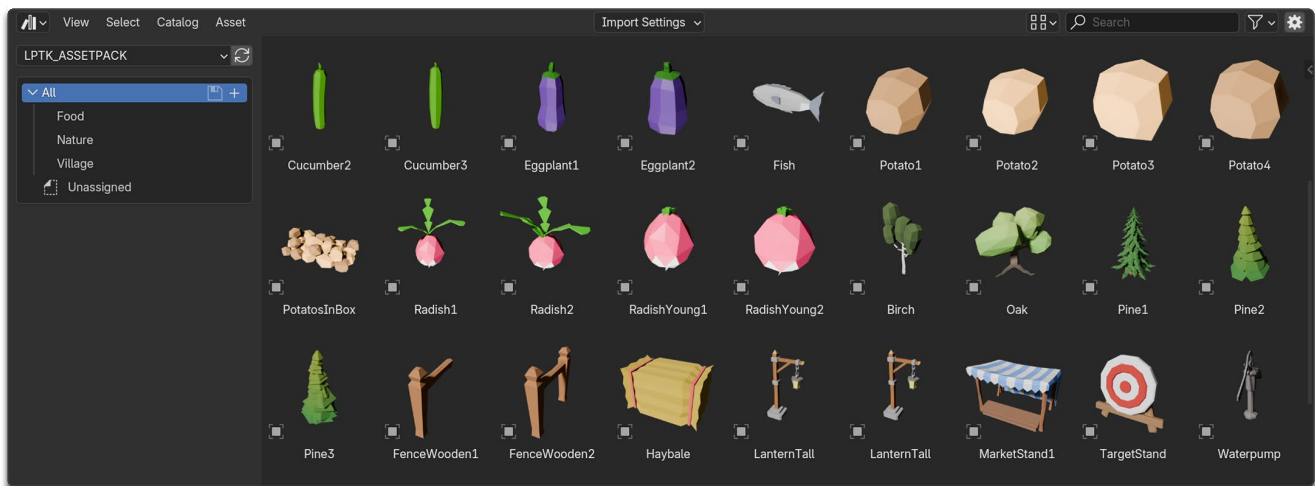 View Select Catalog Asset Import Settings Search
LPTK_ASSETPACK
All
Food
Nature
Village
Unassigned
Cucumber2 Cucumber3 Eggplant1 Eggplant2 Fish Potato1 Potato2 Potato3 Potato4
PotatosInBox Radish1 Radish2 RadishYoung1 RadishYoung2 Birch Oak Pine1 Pine2
Pine3 FenceWooden1 FenceWooden2 Haybale LanternTall LanternTall MarketStand1 TargetStand Waterpump